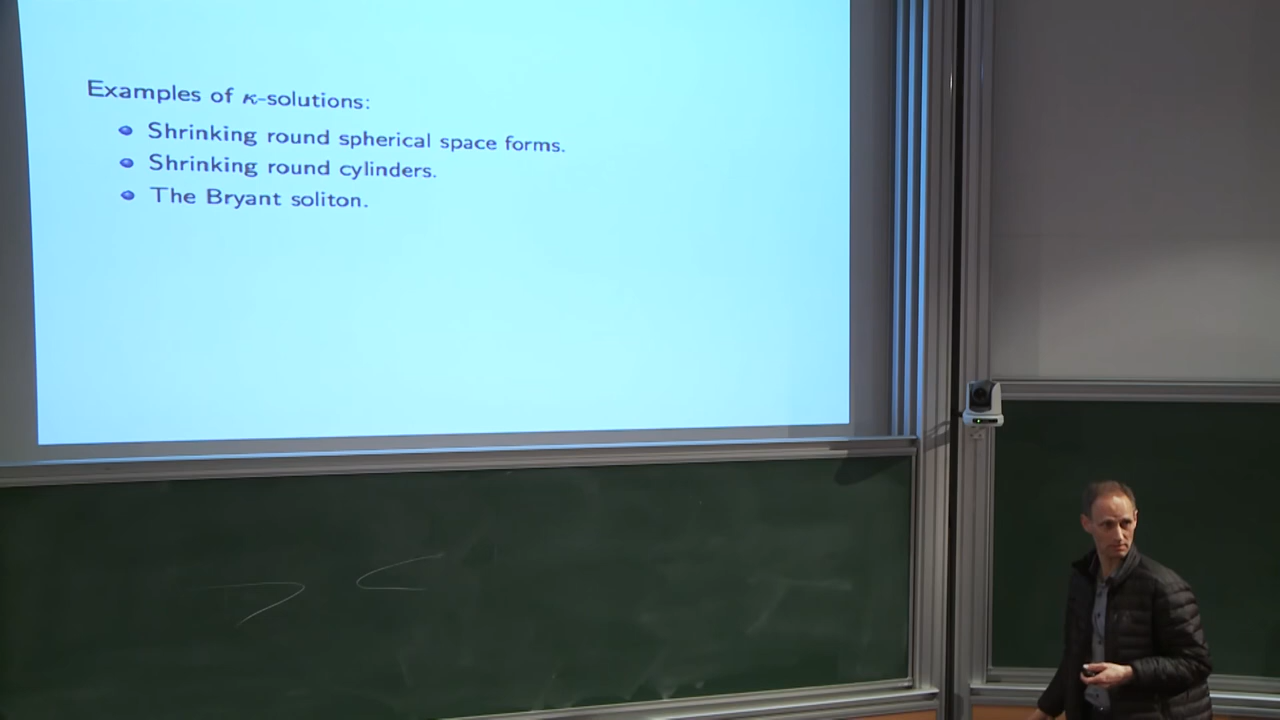 Examples of κ-solutions:
Shrinking round spherical space forms.
Shrinking round cylinders.
The Bryant soliton.